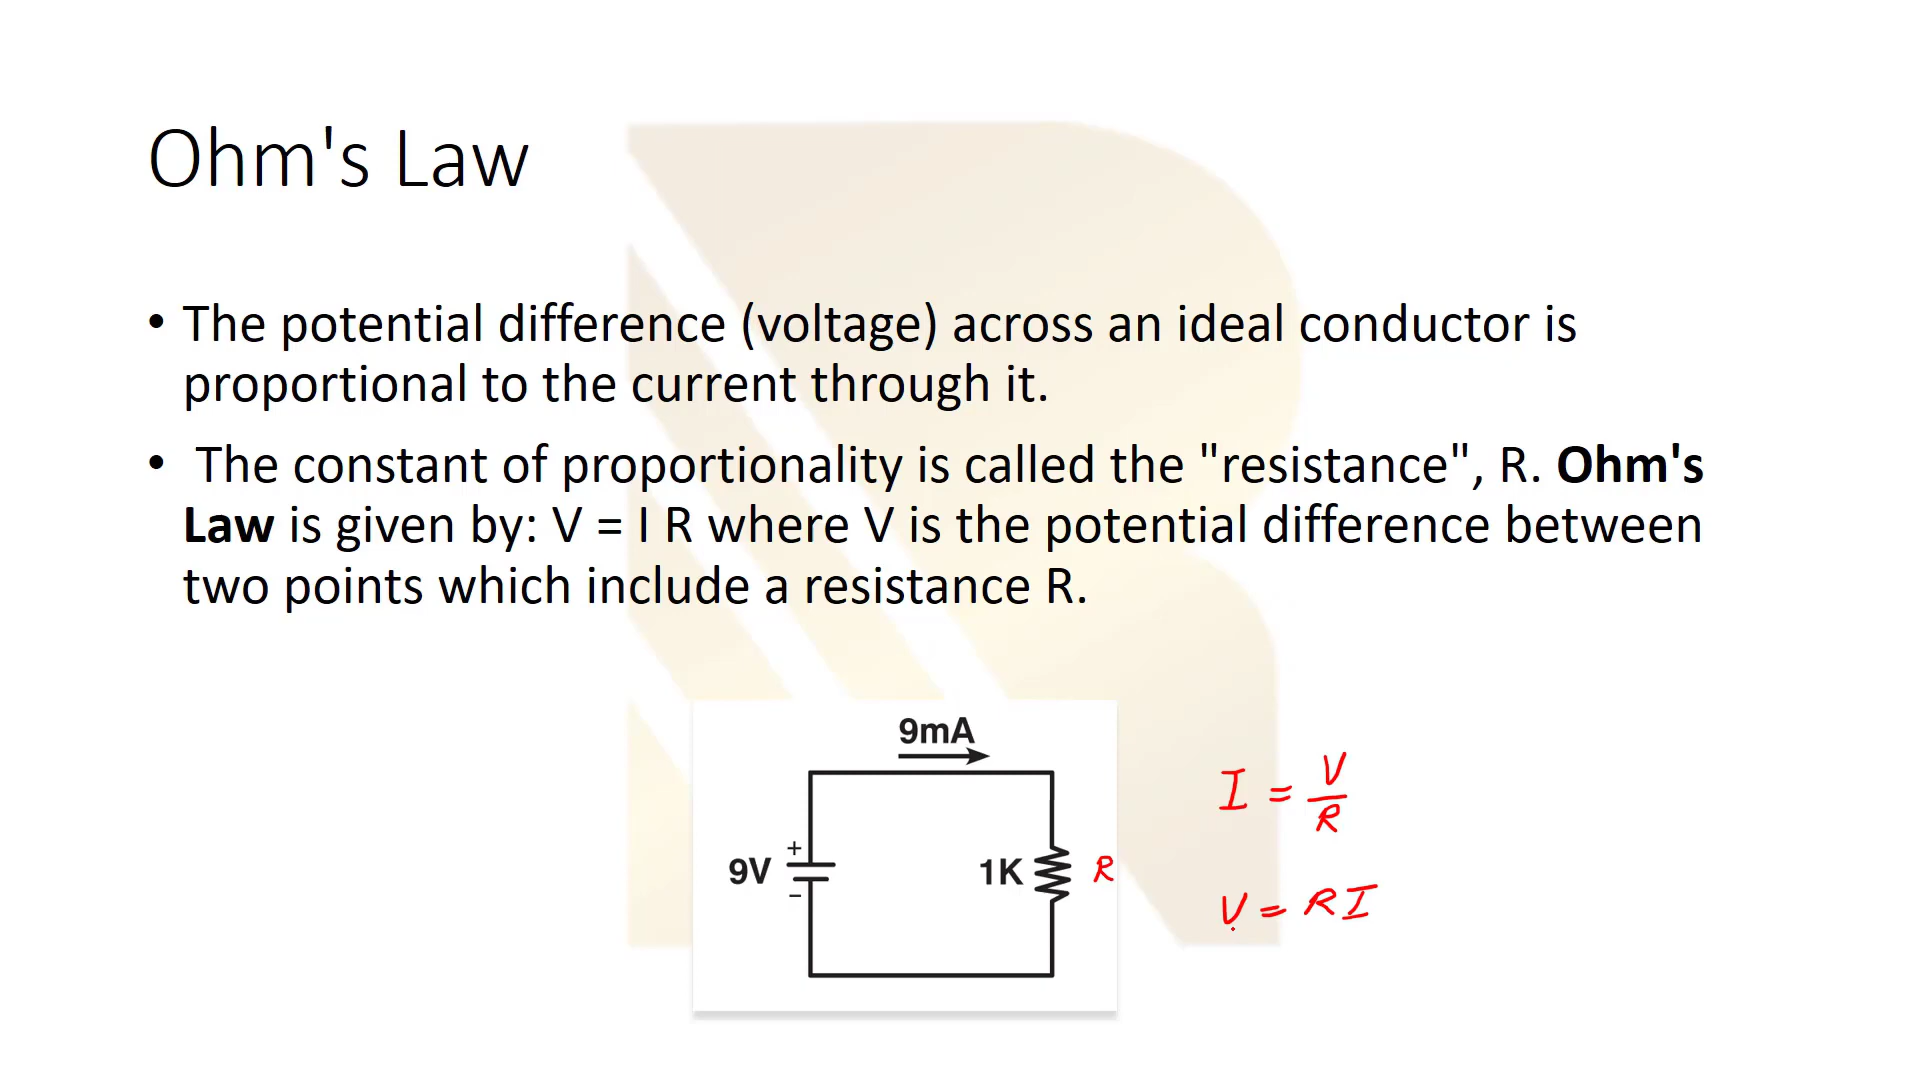 Ohm's Law
• The potential difference (voltage) across an ideal conductor is
proportional to the current through it.
• The constant of proportionality is called the "resistance", R. Ohm's
Law is given by: V = I R where V is the potential difference between
two points which include a resistance R.
9mA
I = V/R
+
9V
−
1K
R
V = RI